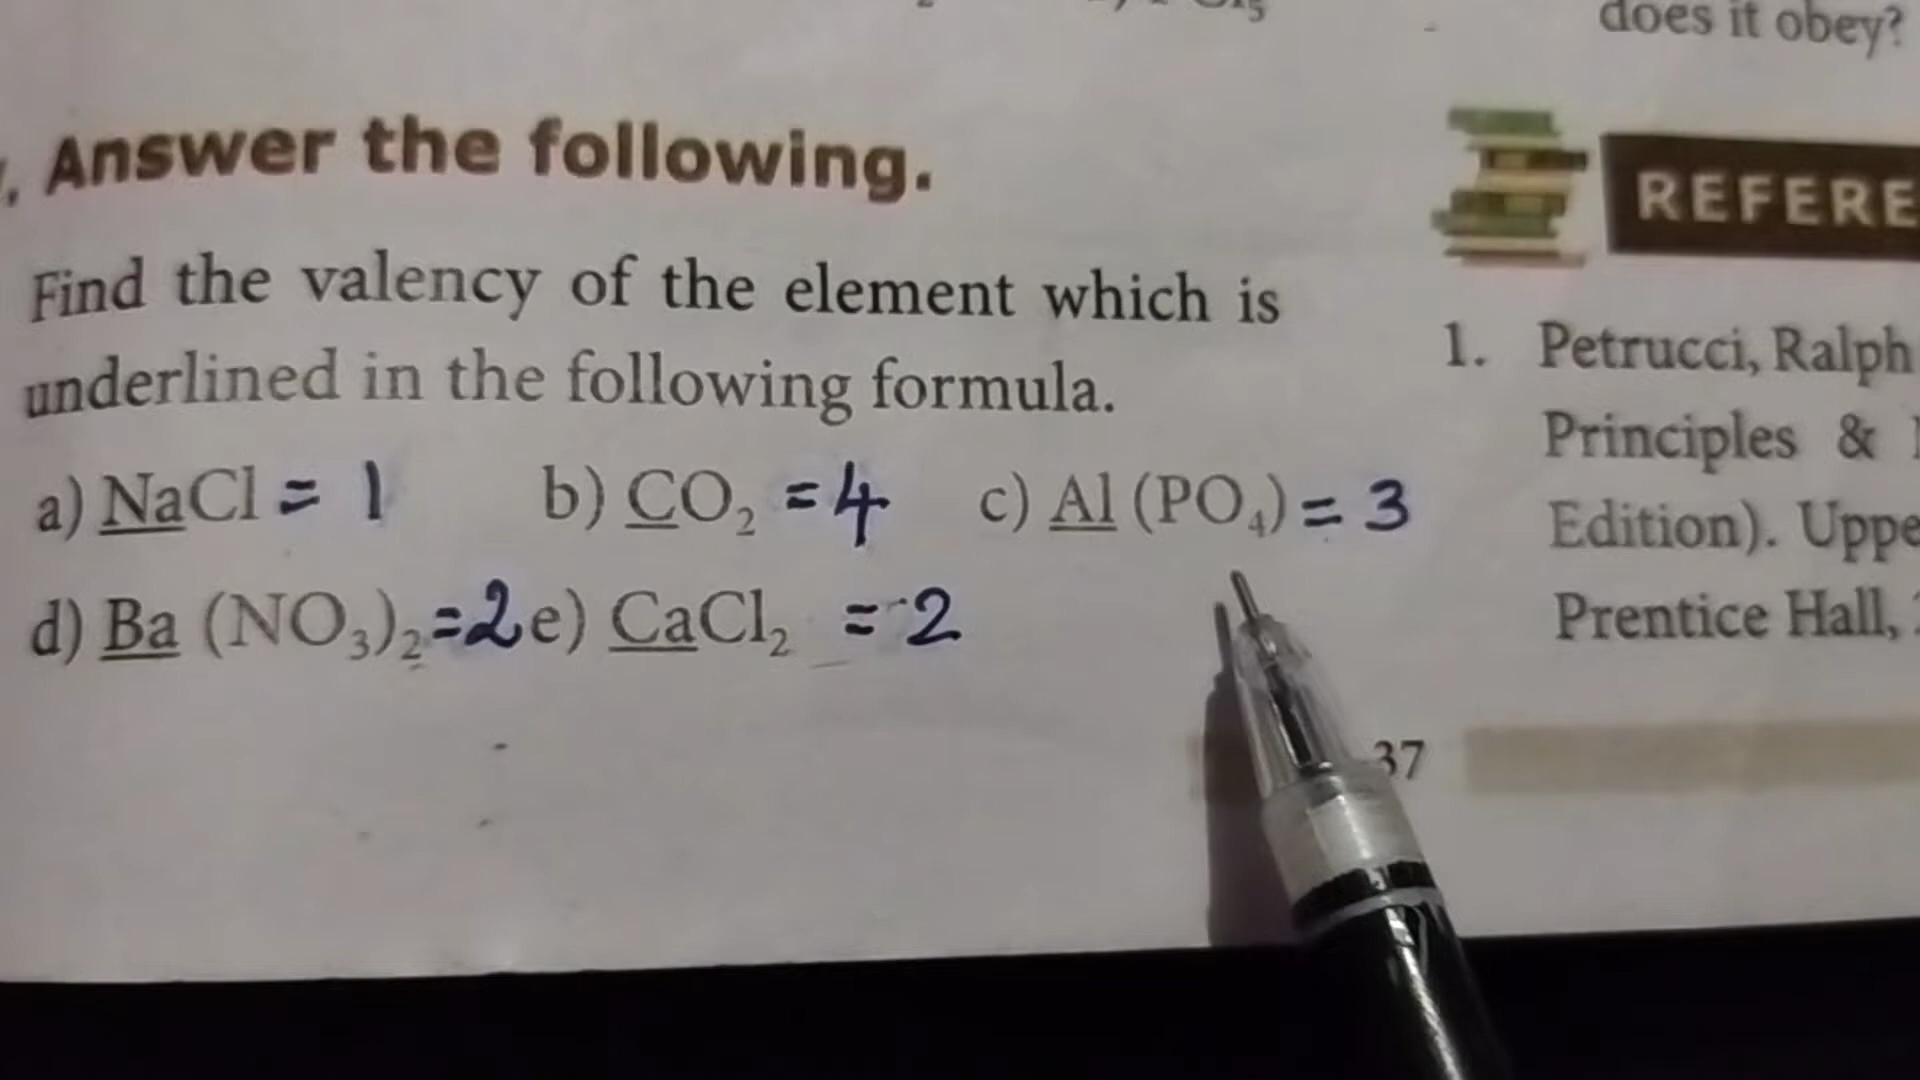 does it obey?
Answer the following.
Find the valency of the element which is
underlined in the following formula.
a) NaCl = 1 b) CO₂ = 4 c) Al (PO₄) = 3
d) Ba (NO₃)₂ = 2 e) CaCl₂ = 2
37
REFERE
1. Petrucci, Ralph
Principles &
Edition). Uppe
Prentice Hall,